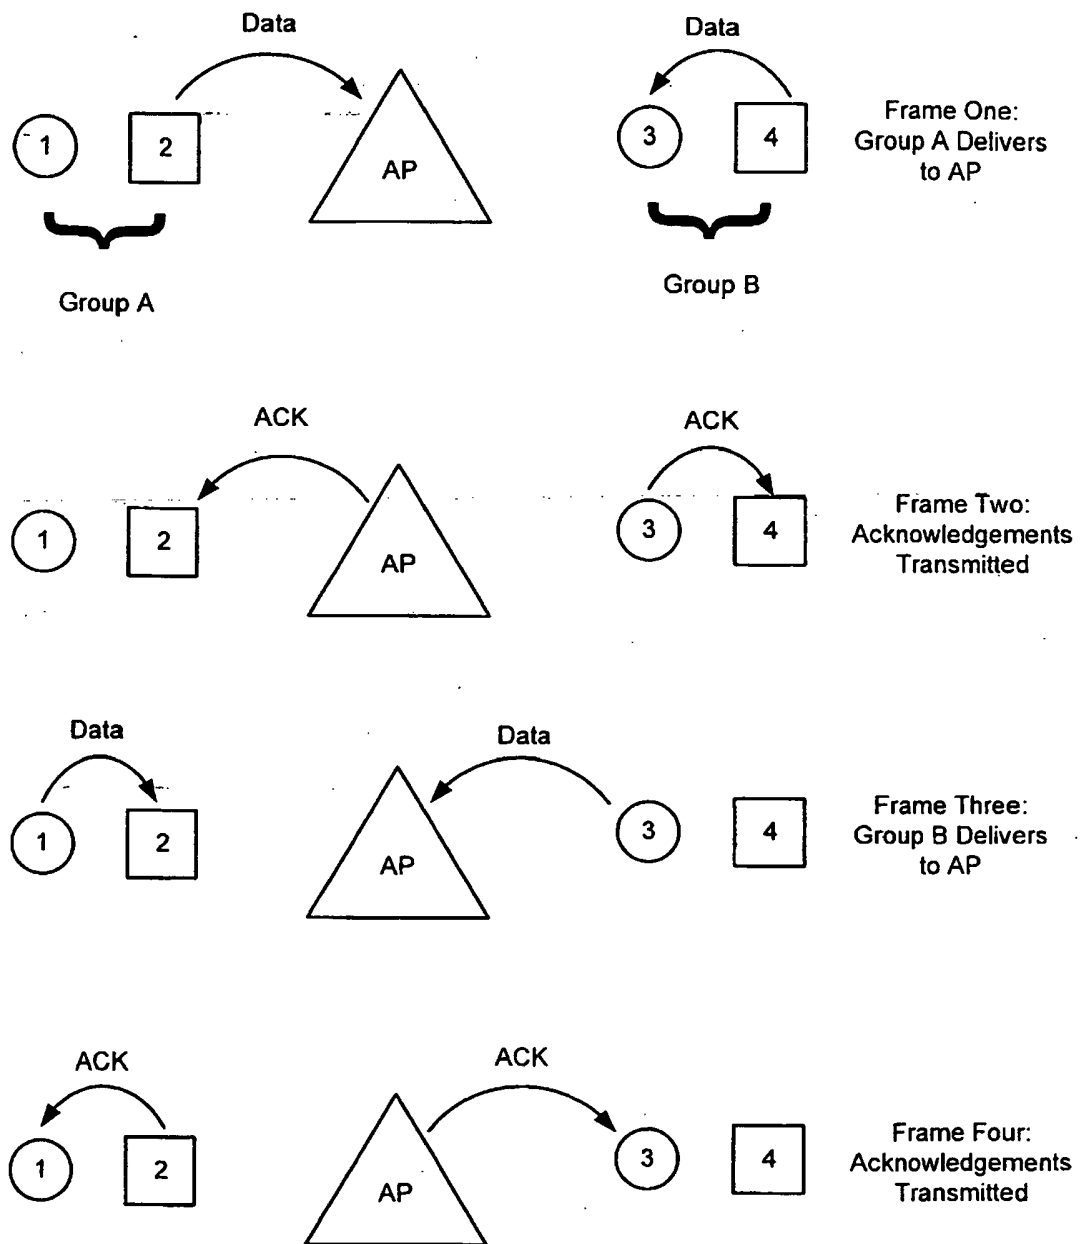 Data
Data
1
2
AP
3
4
Frame One:
Group A Delivers
to AP
Group A
Group B
ACK
ACK
1
2
AP
3
4
Frame Two:
Acknowledgements
Transmitted
Data
Data
1
2
AP
3
4
Frame Three:
Group B Delivers
to AP
ACK
ACK
1
2
AP
3
4
Frame Four:
Acknowledgements
Transmitted